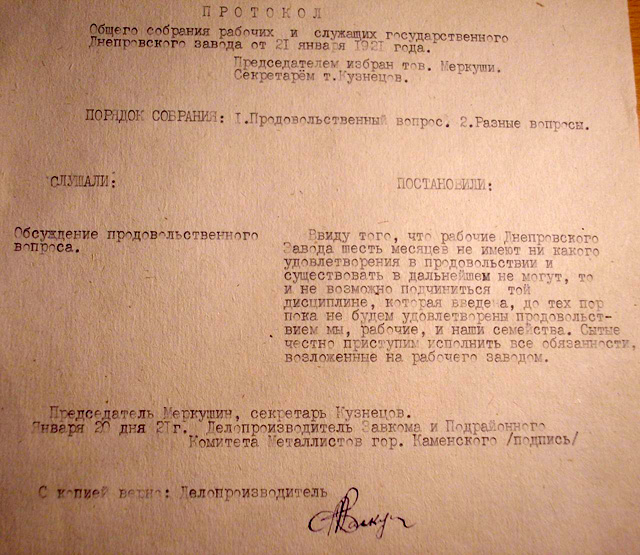 ПРОТОКОЛ
Общего собрания рабочих и служащих государственного
Днепровского завода от 21 января 1921 года.
Председателем избран тов. Меркуши.
Секретарём т.Кузнецов.
ПОРЯДОК СОБРАНИЯ: 1.Продовольственный вопрос. 2.Разные вопросы.
СЛУШАЛИ:
ПОСТАНОВИЛИ:
Обсуждение продовольственного
вопроса.
Ввиду того, что рабочие Днепровского
Завода шесть месяцев не имеют ни какого
удовлетворения в продовольствии и
существовать в дальнейшем не могут, то
и не возможно подчиниться той
дисциплине, которая введена, до тех пор
пока не будем удовлетворены продовольст-
вием мы, рабочие, и наши семейства. Сытые
честно приступим исполнить все обязанности,
возложенные на рабочего заводом.
Председатель Меркушин, секретарь Кузнецов.
Января 20 дня 21г. Делопроизводитель Завкома и Подрайонного
Комитета Металлистов гор. Каменского /подпись/
С копией верно: Делопроизводитель